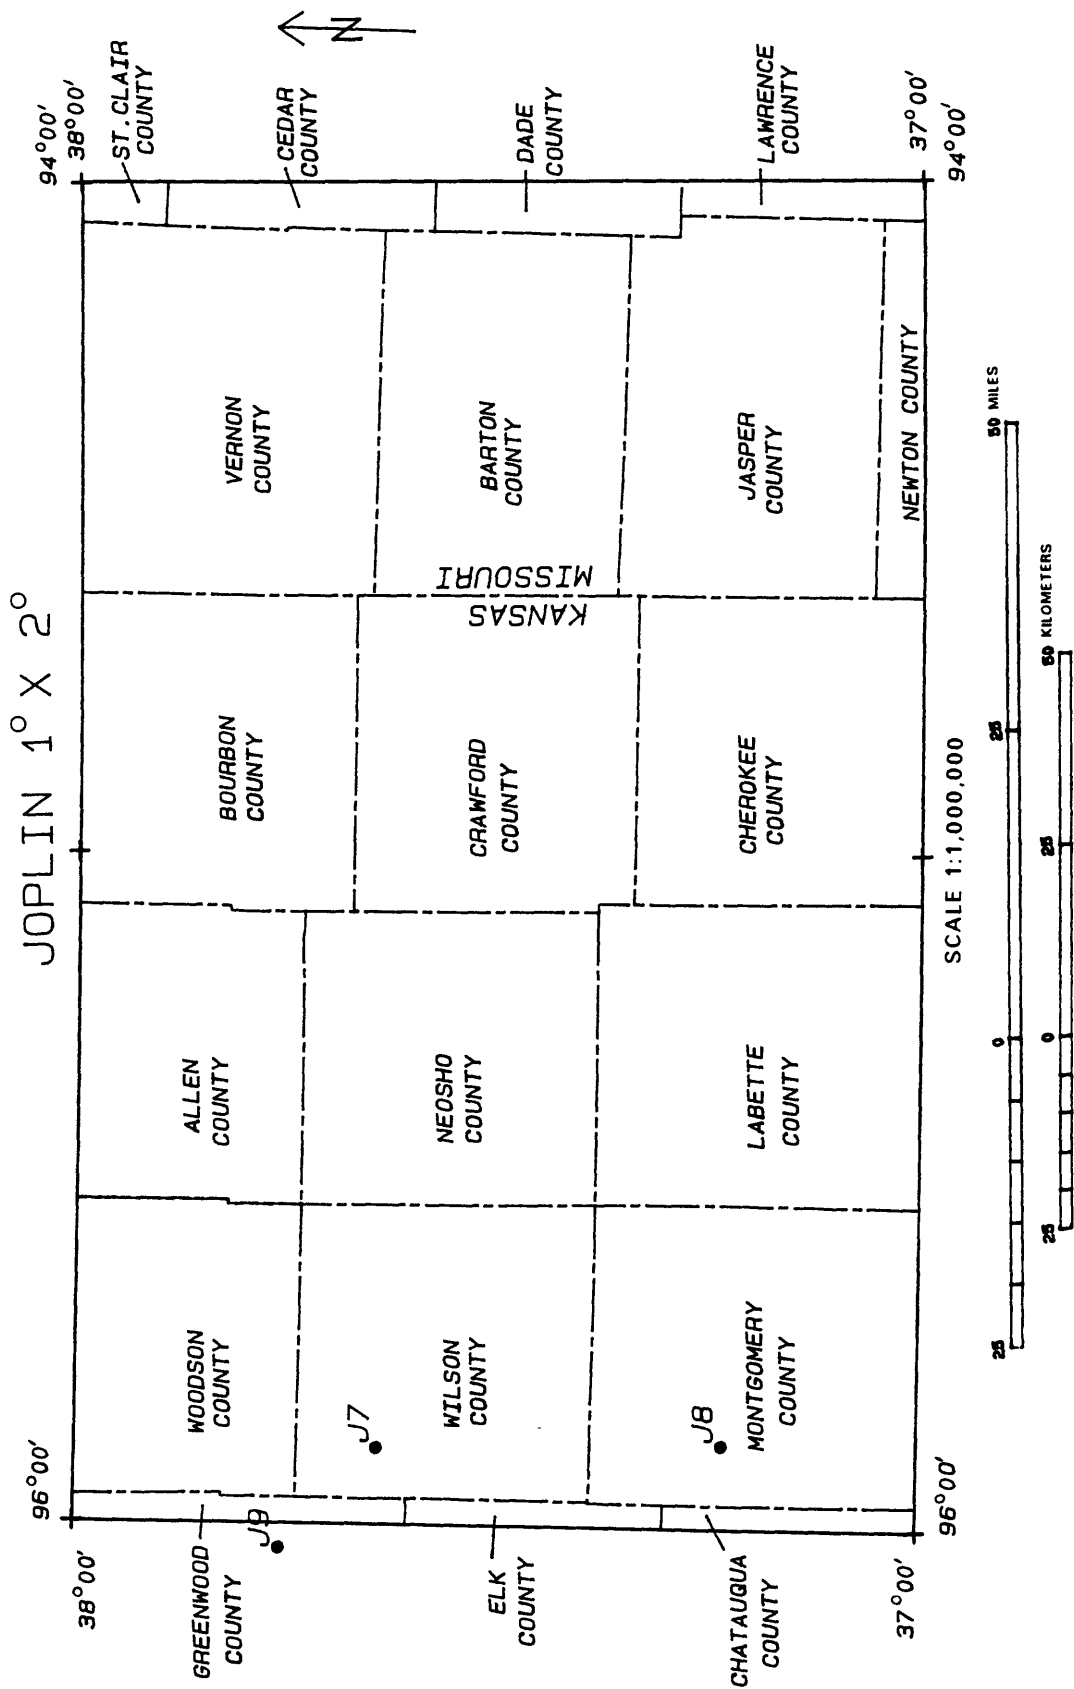 JOPLIN 1° X 2°
96°00'
94°00'
38°00'
38°00'
N
GREENWOOD
COUNTY
WOODSON
COUNTY
ALLEN
COUNTY
BOURBON
COUNTY
VERNON
COUNTY
ST. CLAIR
COUNTY
CEDAR
COUNTY
J9
J7
ELK
COUNTY
WILSON
COUNTY
NEOSHO
COUNTY
CRAWFORD
COUNTY
KANSAS
MISSOURI
BARTON
COUNTY
DADE
COUNTY
J8
CHATAUQUA
COUNTY
MONTGOMERY
COUNTY
LABETTE
COUNTY
CHEROKEE
COUNTY
JASPER
COUNTY
LAWRENCE
COUNTY
NEWTON COUNTY
37°00'
37°00'
96°00'
94°00'
SCALE 1:1,000,000
25 0 25 50 MILES
25 0 25 50 KILOMETERS